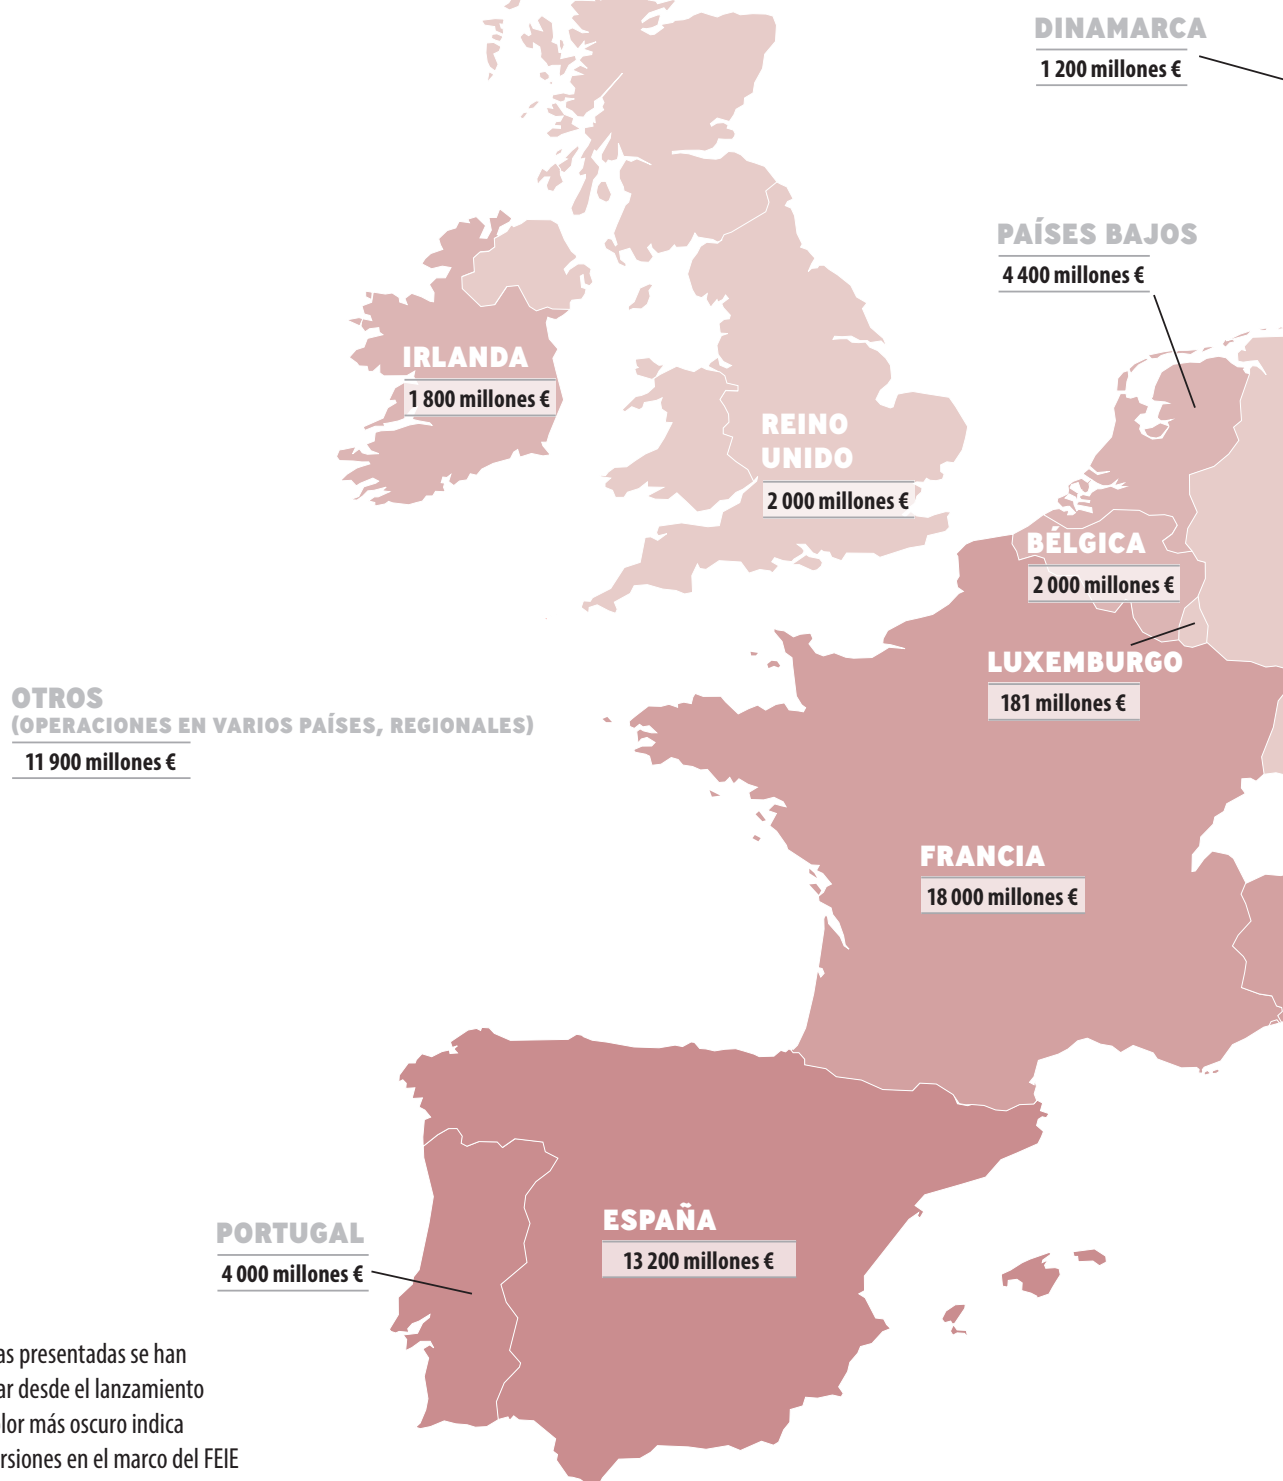 DINAMARCA
1 200 millones €
PAÍSES BAJOS
4 400 millones €
IRLANDA
1 800 millones €
REINO
UNIDO
2 000 millones €
BÉLGICA
2 000 millones €
LUXEMBURGO
181 millones €
OTROS
(OPERACIONES EN VARIOS PAÍSES, REGIONALES)
11 900 millones €
FRANCIA
18 000 millones €
ESPAÑA
13 200 millones €
PORTUGAL
4 000 millones €
as presentadas se han
ar desde el lanzamiento
olor más oscuro indica
rsiones en el marco del FEIE